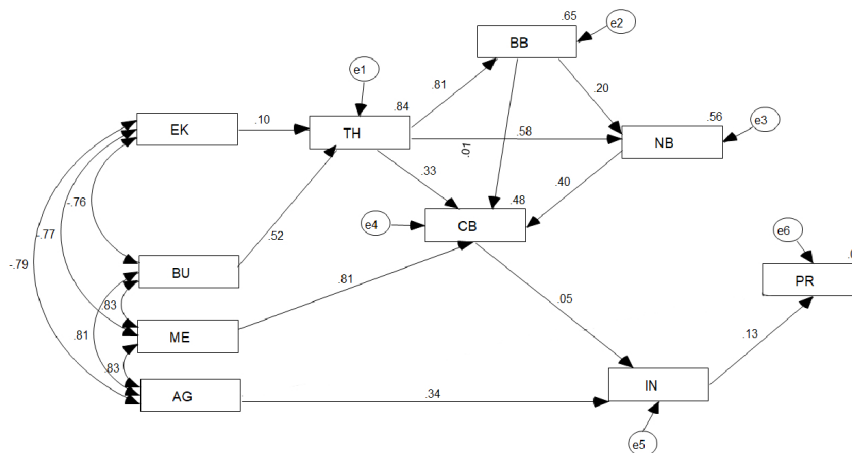 .65
e2
BB
e1
.81
.20
.84
.56
EK
.10
TH
.58
NB
e3
.01
.33
.40
-.76
.48
e4
CB
e6
-.77
.52
-.79
BU
.81
PR
.83
.05
.81
ME
.13
.83
AG
.34
IN
e5